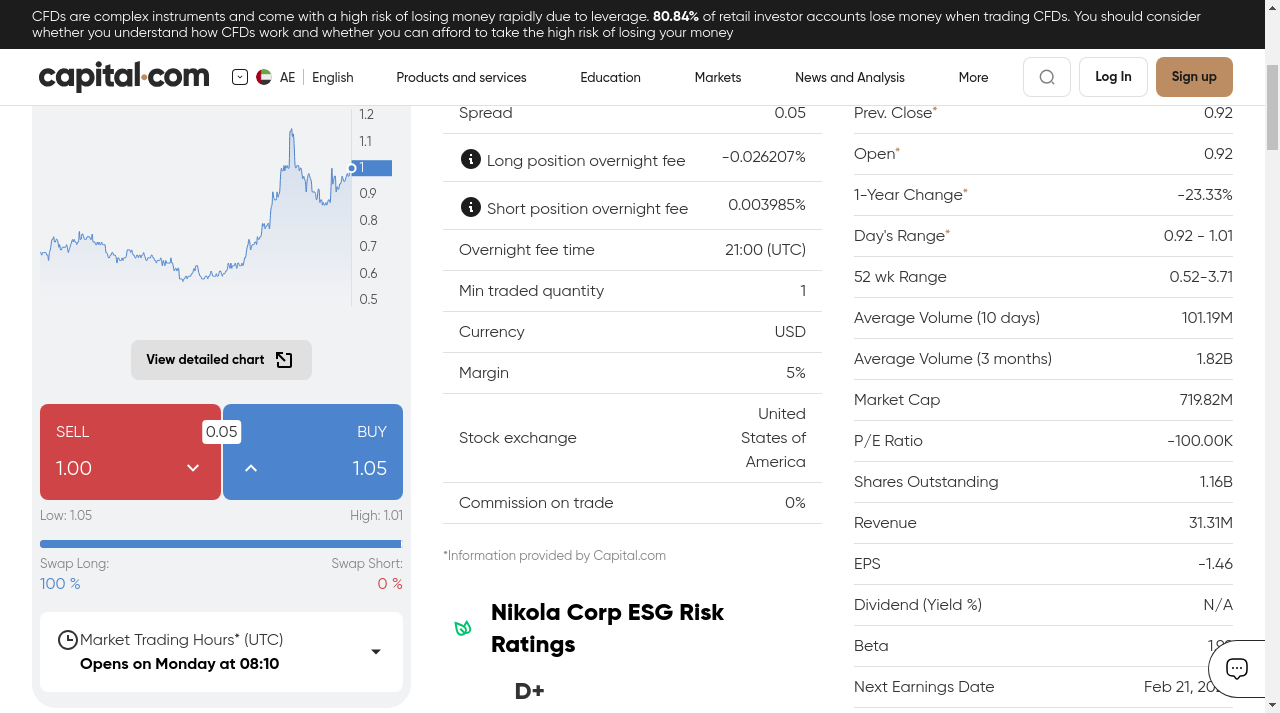 CFDs are complex instruments and come with a high risk of losing money rapidly due to leverage. 80.84% of retail investor accounts lose money when trading CFDs. You should consider
whether you understand how CFDs work and whether you can afford to take the high risk of losing your money
capital.com
AE English
Products and services
Education
Markets
News and Analysis
More
Log In
Sign up
1.2
1.1
1
0.9
0.8
0.7
0.6
0.5
View detailed chart
SELL
1.00
0.05
BUY
1.05
Low: 1.05
High: 1.01
Swap Long:
Swap Short:
100 %
0 %
Market Trading Hours* (UTC)
Opens on Monday at 08:10
Spread 0.05
Long position overnight fee -0.026207%
Short position overnight fee 0.003985%
Overnight fee time 21:00 (UTC)
Min traded quantity 1
Currency USD
Margin 5%
Stock exchange United
States of
America
Commission on trade 0%
*Information provided by Capital.com
Nikola Corp ESG Risk
Ratings
D+
Prev. Close* 0.92
Open* 0.92
1-Year Change* -23.33%
Day's Range* 0.92 - 1.01
52 wk Range 0.52-3.71
Average Volume (10 days) 101.19M
Average Volume (3 months) 1.82B
Market Cap 719.82M
P/E Ratio -100.00K
Shares Outstanding 1.16B
Revenue 31.31M
EPS -1.46
Dividend (Yield %) N/A
Beta
Next Earnings Date Feb 21,